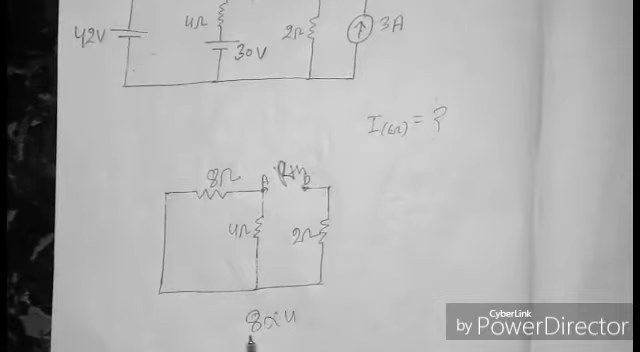 42V
4Ω
30V
2Ω
3A
I(6Ω) = ?
8Ω
A
Rth
B
4Ω
2Ω
8×4
CyberLink
by PowerDirector